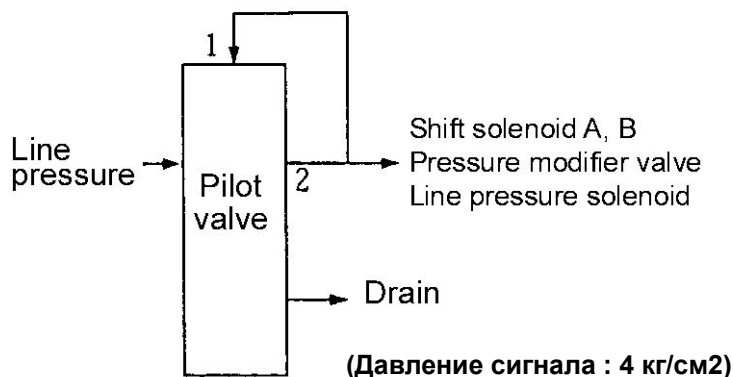 1
Line
pressure
Pilot
valve
2
Shift solenoid A, B
Pressure modifier valve
Line pressure solenoid
Drain
(Давление сигнала : 4 кг/см2)